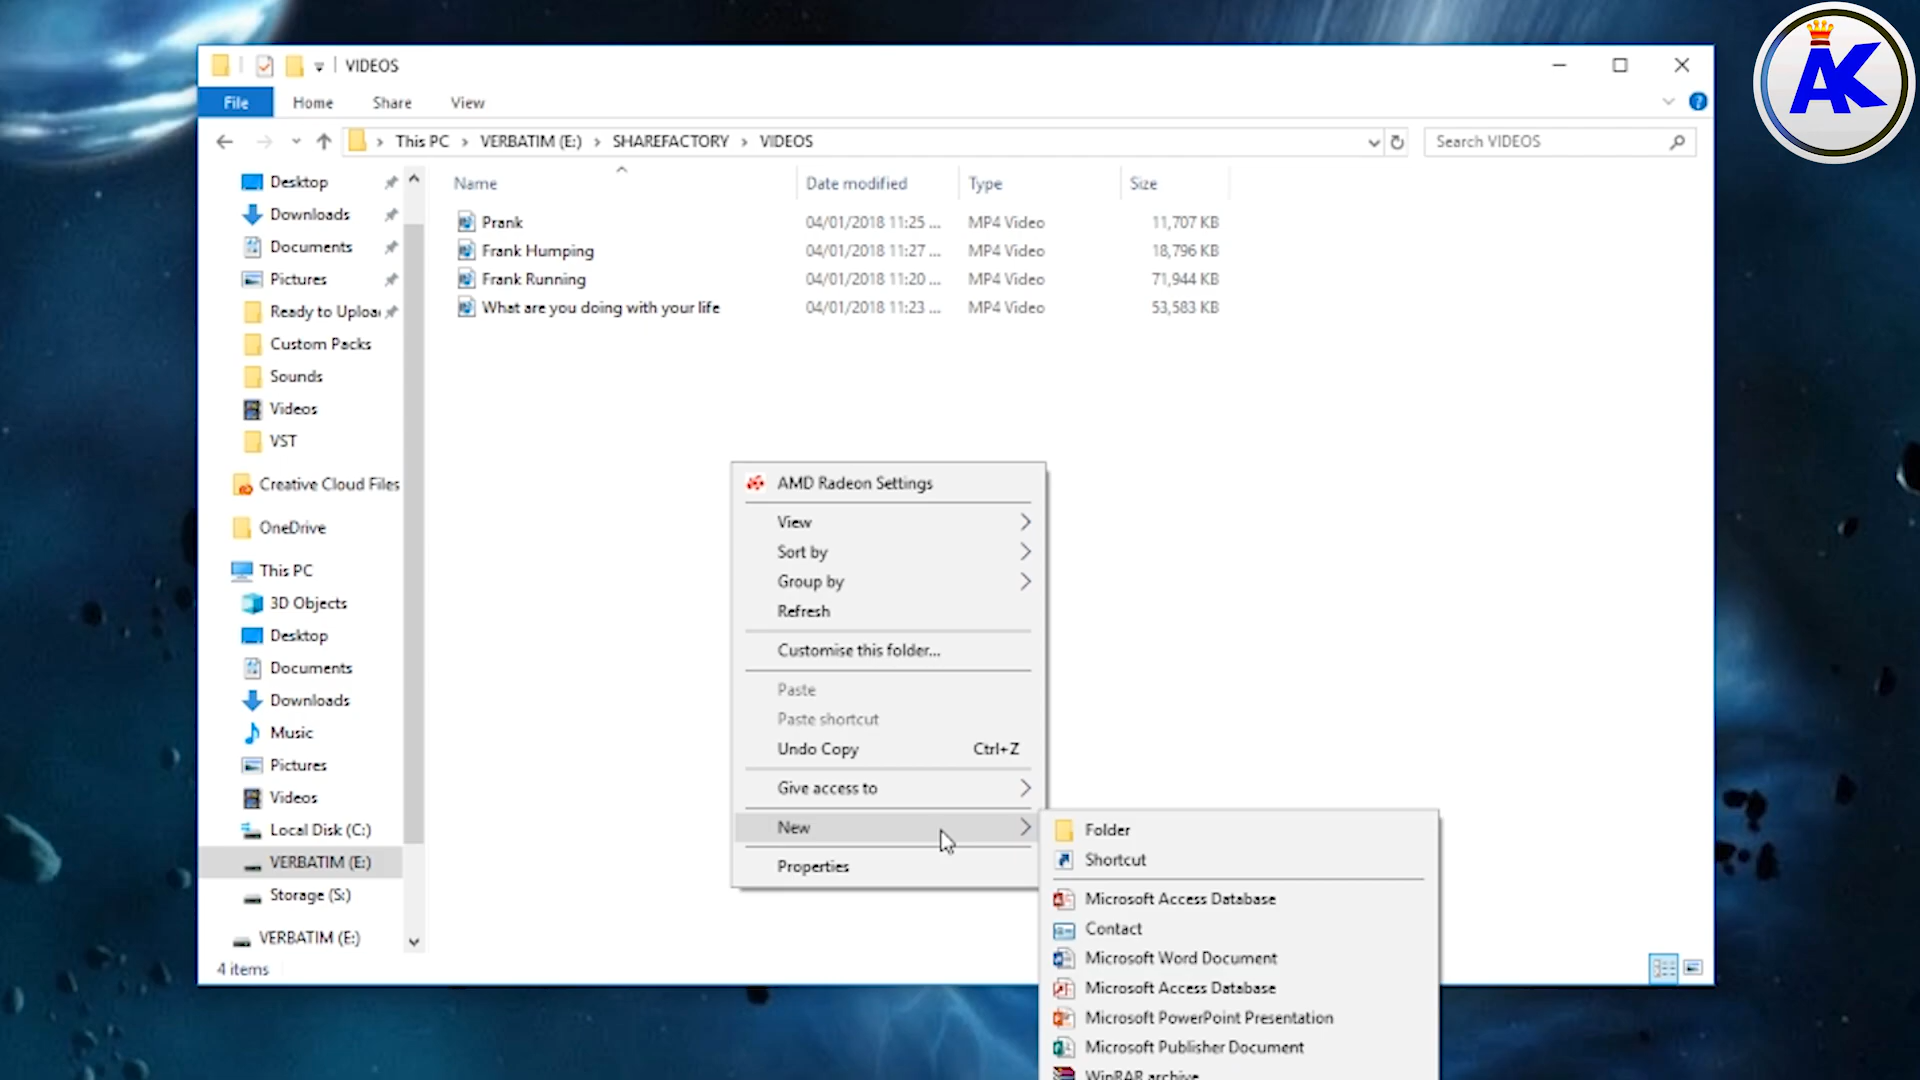 VIDEOS
AK
File Home Share View
This PC > VERBATIM (E:) > SHAREFACTORY > VIDEOS
Search VIDEOS
Name Date modified Type Size
Prank 04/01/2018 11:25 ... MP4 Video 11,707 KB
Frank Humping 04/01/2018 11:27 ... MP4 Video 18,796 KB
Frank Running 04/01/2018 11:20 ... MP4 Video 71,944 KB
What are you doing with your life 04/01/2018 11:23 ... MP4 Video 53,583 KB
Desktop
Downloads
Documents
Pictures
Ready to Uploa
Custom Packs
Sounds
Videos
VST
Creative Cloud Files
OneDrive
This PC
3D Objects
Desktop
Documents
Downloads
Music
Pictures
Videos
Local Disk (C:)
VERBATIM (E:)
Storage (S:)
VERBATIM (E:)
4 items
AMD Radeon Settings
View
Sort by
Group by
Refresh
Customise this folder...
Paste
Paste shortcut
Undo Copy Ctrl+Z
Give access to
New
Properties
Folder
Shortcut
Microsoft Access Database
Contact
Microsoft Word Document
Microsoft Access Database
Microsoft PowerPoint Presentation
Microsoft Publisher Document
WinRAR archive